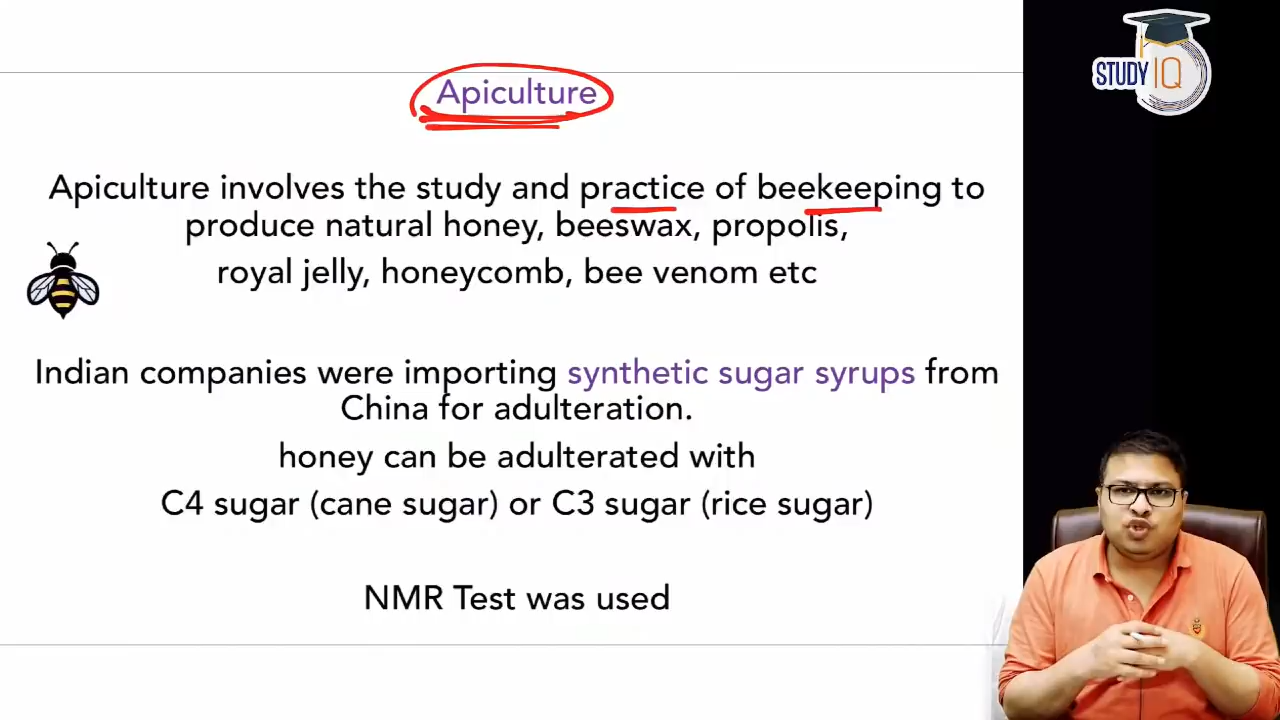 STUDY IQ
Apiculture
Apiculture involves the study and practice of beekeeping to
produce natural honey, beeswax, propolis,
royal jelly, honeycomb, bee venom etc
Indian companies were importing synthetic sugar syrups from
China for adulteration.
honey can be adulterated with
C4 sugar (cane sugar) or C3 sugar (rice sugar)
NMR Test was used